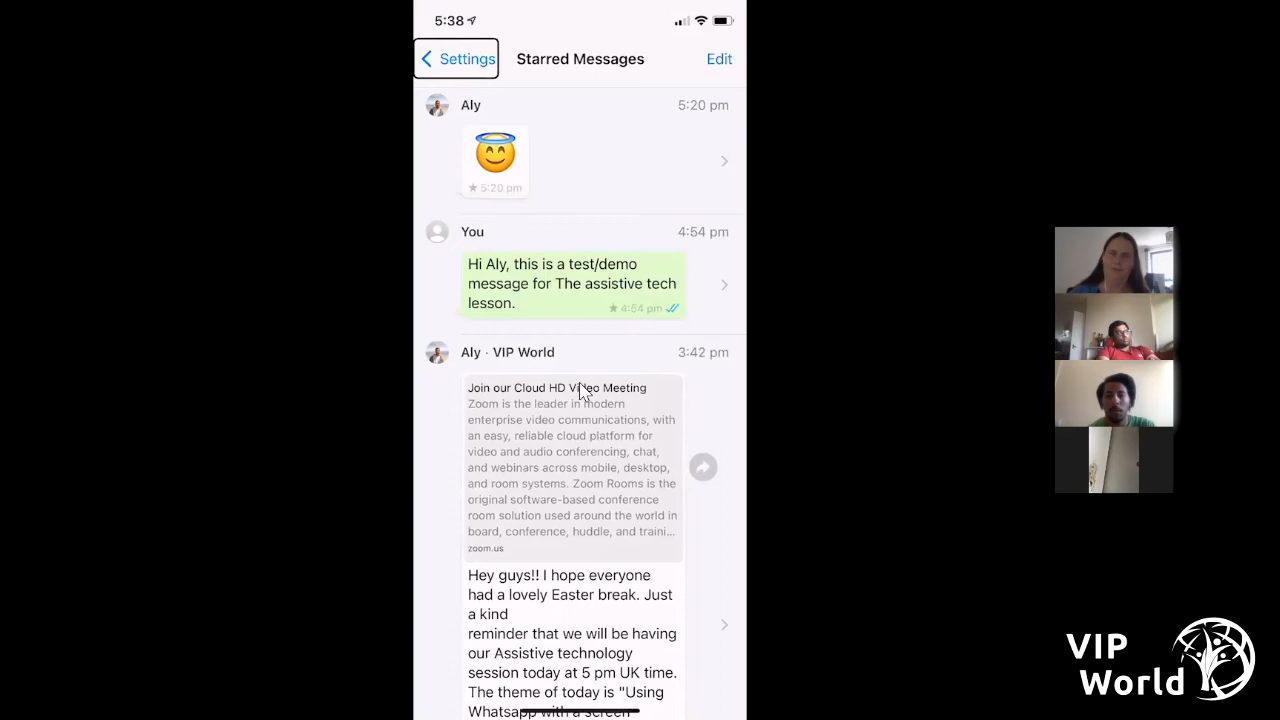 5:38
Settings
Starred Messages
Edit
Aly
5:20 pm
★ 5:20 pm
You
4:54 pm
Hi Aly, this is a test/demo
message for The assistive tech
lesson.
★ 4:54 pm
Aly · VIP World
3:42 pm
Join our Cloud HD Video Meeting
Zoom is the leader in modern
enterprise video communications, with
an easy, reliable cloud platform for
video and audio conferencing, chat,
and webinars across mobile, desktop,
and room systems. Zoom Rooms is the
original software-based conference
room solution used around the world in
board, conference, huddle, and traini...
zoom.us
Hey guys!! I hope everyone
had a lovely Easter break. Just
a kind
reminder that we will be having
our Assistive technology
session today at 5 pm UK time.
The theme of today is "Using
Whatsapp with a screen
VIP
World